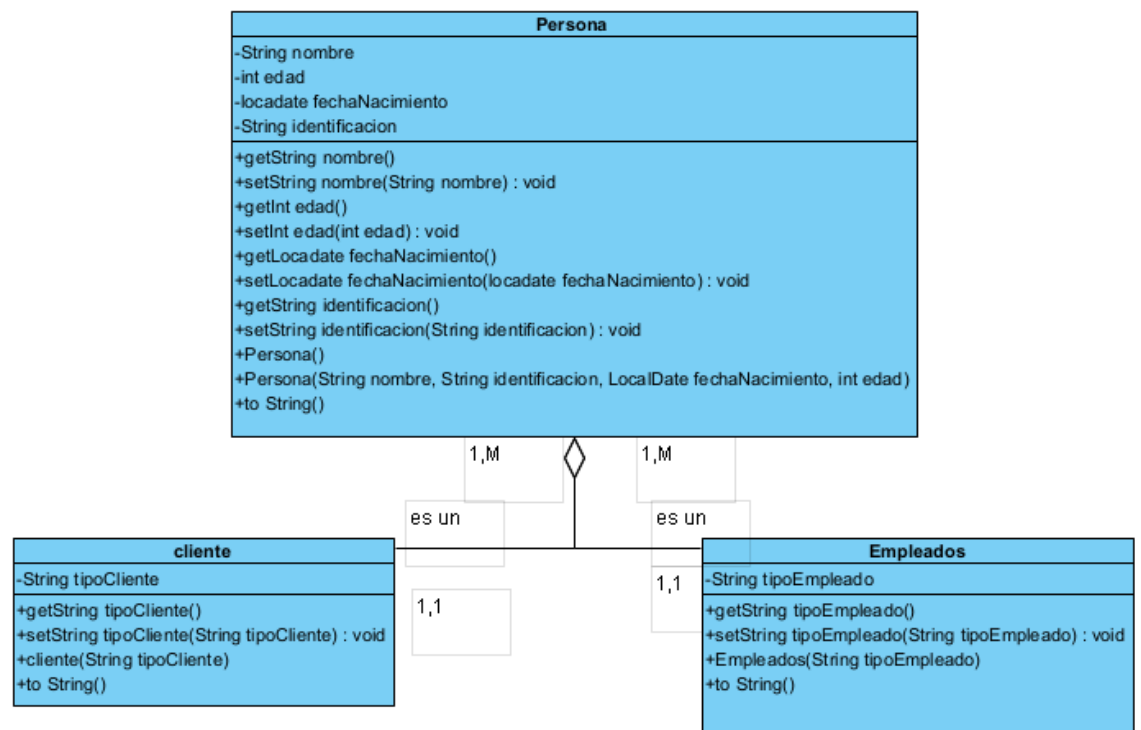 Persona
-String nombre
-int edad
-locadate fechaNacimiento
-String identificacion
+getString nombre()
+setString nombre(String nombre) : void
+getInt edad()
+setInt edad(int edad) : void
+getLocadate fechaNacimiento()
+setLocadate fechaNacimiento(locadate fechaNacimiento) : void
+getString identificacion()
+setString identificacion(String identificacion) : void
+Persona()
+Persona(String nombre, String identificacion, LocalDate fechaNacimiento, int edad)
+to String()
1,M
1,M
es un
es un
1,1
1,1
cliente
-String tipoCliente
+getString tipoCliente()
+setString tipoCliente(String tipoCliente) : void
+cliente(String tipoCliente)
+to String()
Empleados
-String tipoEmpleado
+getString tipoEmpleado()
+setString tipoEmpleado(String tipoEmpleado) : void
+Empleados(String tipoEmpleado)
+to String()